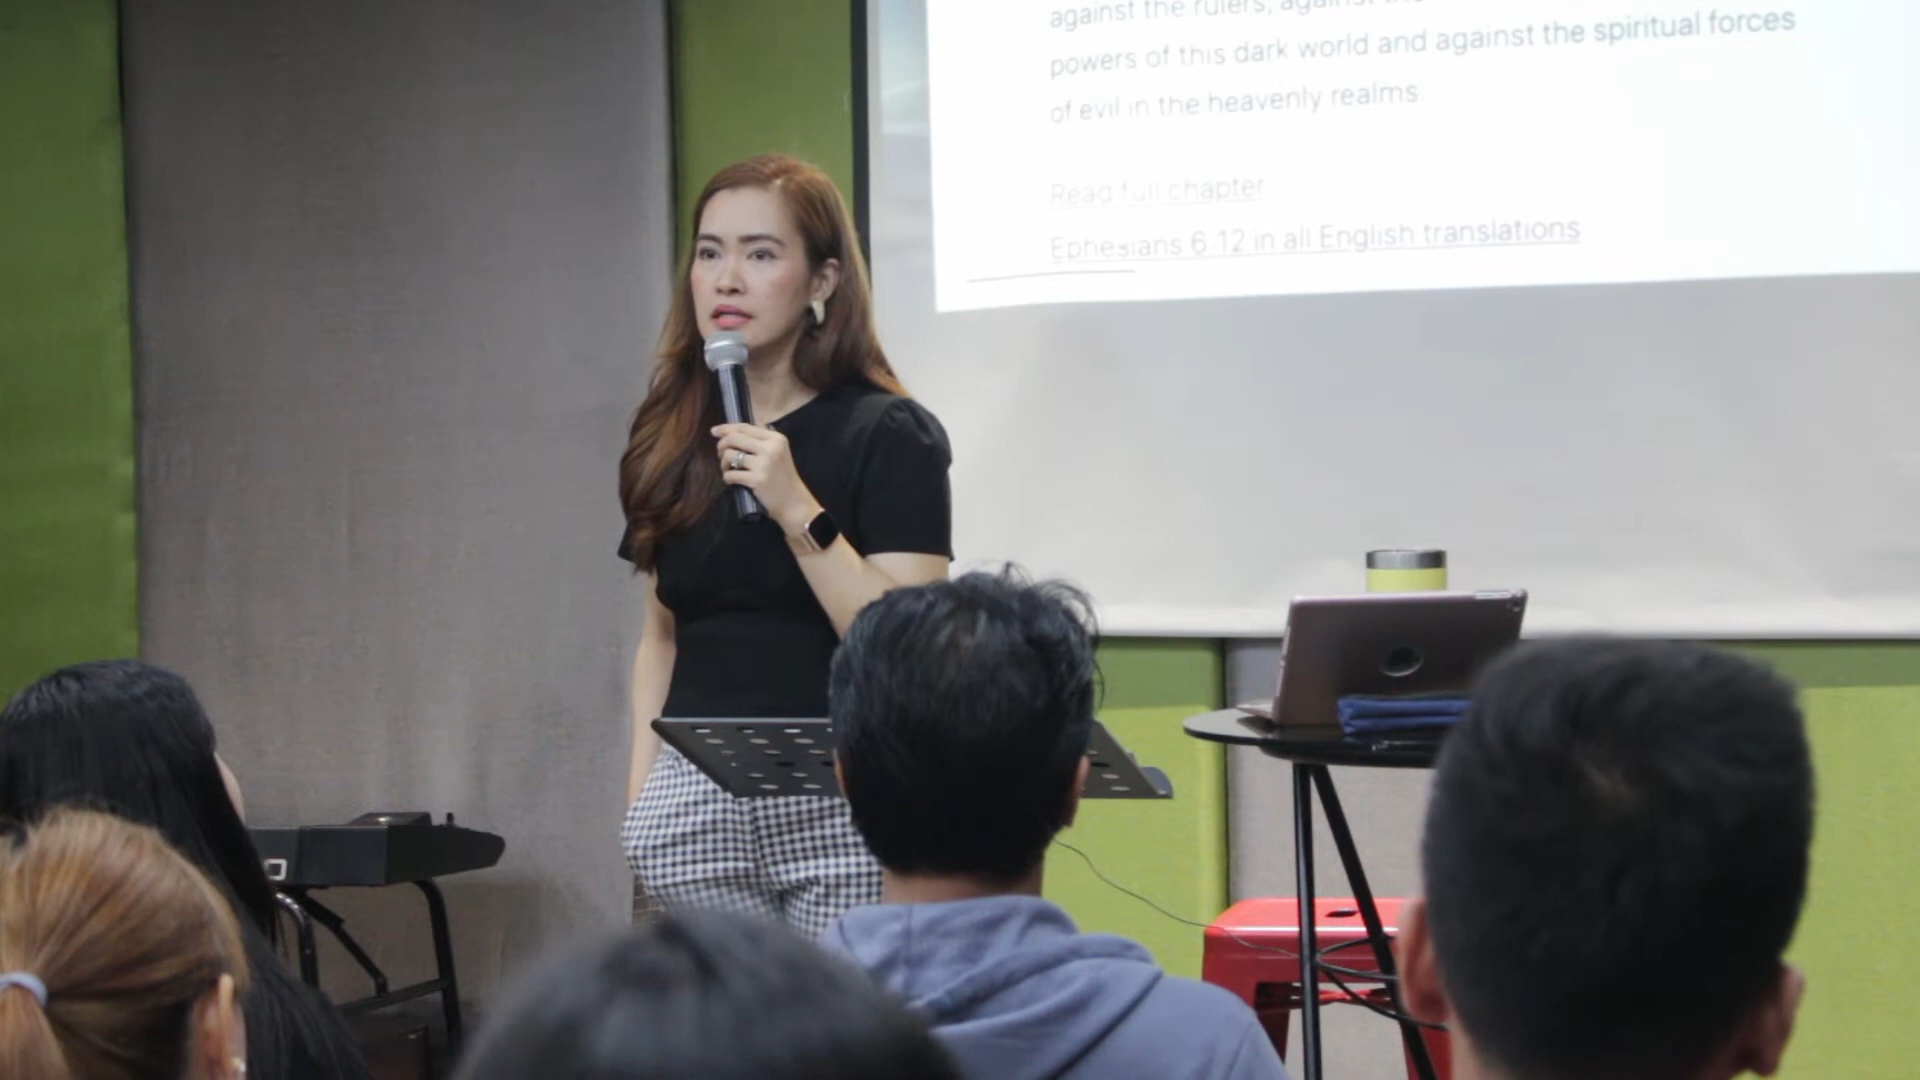 against the rulers, against the
powers of this dark world and against the spiritual forces
of evil in the heavenly realms.
Read full chapter
Ephesians 6:12 in all English translations